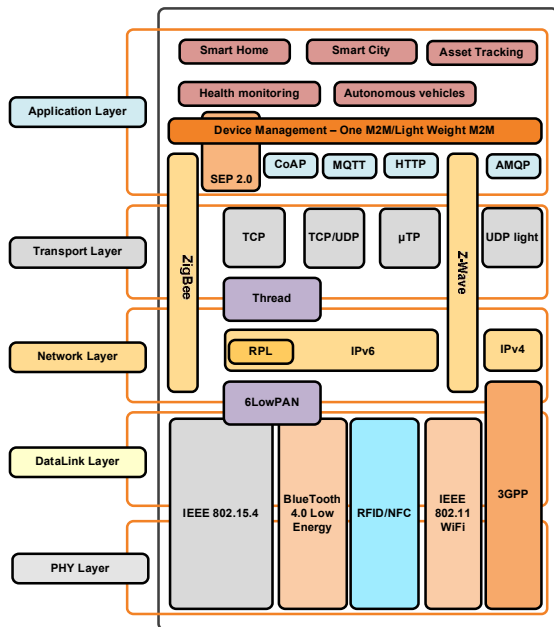 Smart Home
Smart City
Asset Tracking
Health monitoring
Autonomous vehicles
Application Layer
Device Management – One M2M/Light Weight M2M
SEP 2.0
CoAP
MQTT
HTTP
AMQP
ZigBee
Z-Wave
Transport Layer
TCP
TCP/UDP
µTP
UDP light
Thread
Network Layer
RPL
IPv6
IPv4
6LowPAN
DataLink Layer
IEEE 802.15.4
BlueTooth
4.0 Low
Energy
RFID/NFC
IEEE
802.11
WiFi
3GPP
PHY Layer